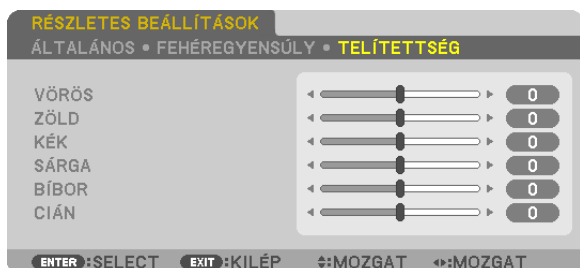 RÉSZLETES BEÁLLÍTÁSOK
ÁLTALÁNOS • FEHÉREGYENSÚLY • TELÍTETTSÉG
VÖRÖS 0
ZÖLD 0
KÉK 0
SÁRGA 0
BÍBOR 0
CIÁN 0
ENTER :SELECT EXIT :KILÉP :MOZGAT :MOZGAT